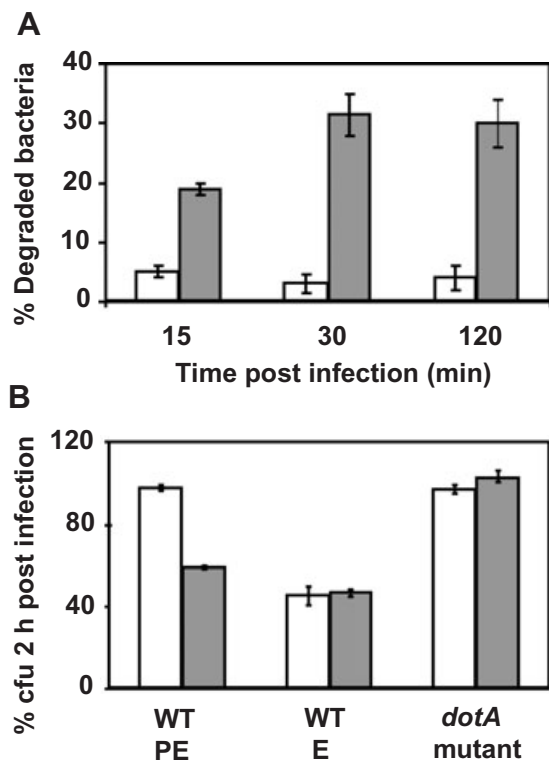 A
% Degraded bacteria
40
30
20
10
0
15 30 120
Time post infection (min)
B
% cfu 2 h post infection
120
80
40
0
WT WT dotA
PE E mutant